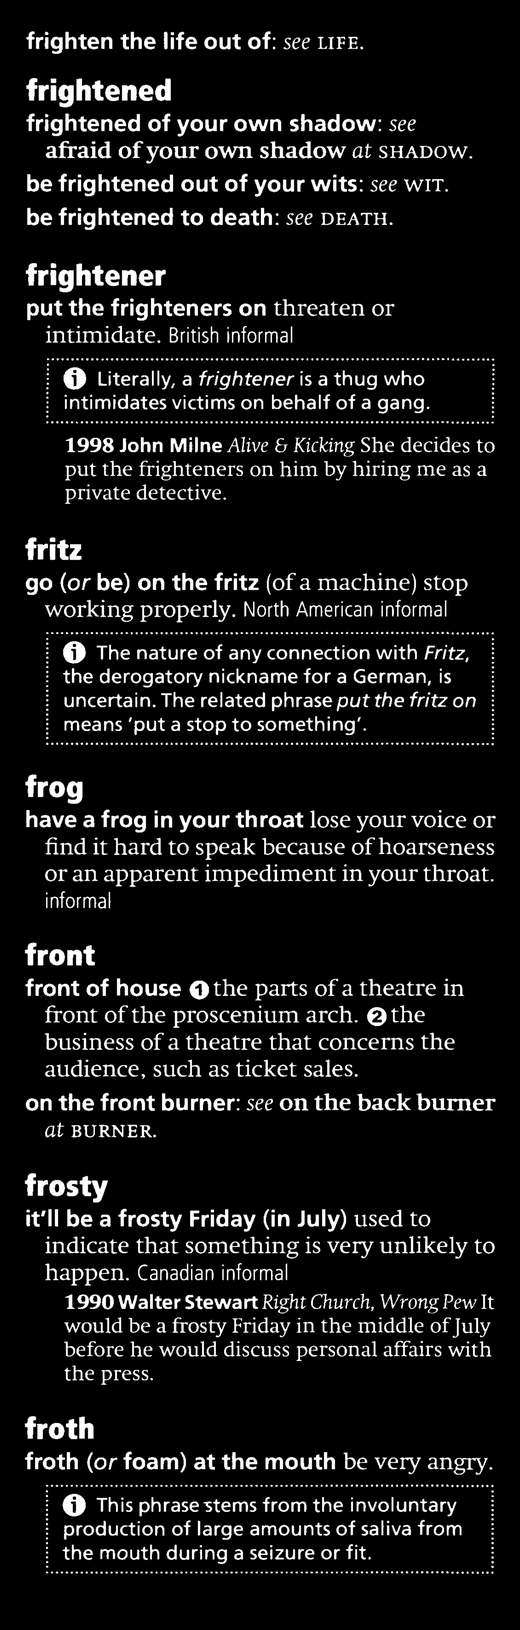 frighten the life out of: see LIFE.
frightened
frightened of your own shadow: see
afraid of your own shadow at SHADOW.
be frightened out of your wits: see WIT.
be frightened to death: see DEATH.
frightener
put the frighteners on threaten or
intimidate. British informal
i Literally, a frightener is a thug who
intimidates victims on behalf of a gang.
1998 John Milne Alive & Kicking She decides to
put the frighteners on him by hiring me as a
private detective.
fritz
go (or be) on the fritz (of a machine) stop
working properly. North American informal
i The nature of any connection with Fritz,
the derogatory nickname for a German, is
uncertain. The related phrase put the fritz on
means ‘put a stop to something’.
frog
have a frog in your throat lose your voice or
find it hard to speak because of hoarseness
or an apparent impediment in your throat.
informal
front
front of house ❶ the parts of a theatre in
front of the proscenium arch. ❷ the
business of a theatre that concerns the
audience, such as ticket sales.
on the front burner: see on the back burner
at BURNER.
frosty
it’ll be a frosty Friday (in July) used to
indicate that something is very unlikely to
happen. Canadian informal
1990 Walter Stewart Right Church, Wrong Pew It
would be a frosty Friday in the middle of July
before he would discuss personal affairs with
the press.
froth
froth (or foam) at the mouth be very angry.
i This phrase stems from the involuntary
production of large amounts of saliva from
the mouth during a seizure or fit.